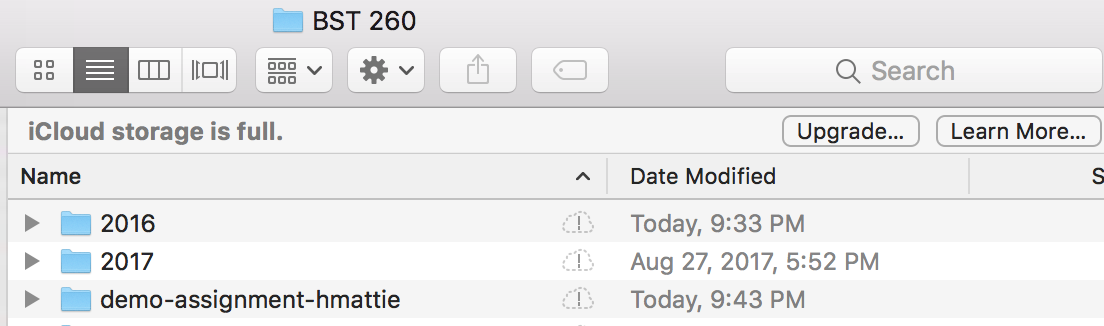 BST 260
Search
iCloud storage is full. Upgrade... Learn More...
Name Date Modified S
2016 Today, 9:33 PM
2017 Aug 27, 2017, 5:52 PM
demo-assignment-hmattie Today, 9:43 PM